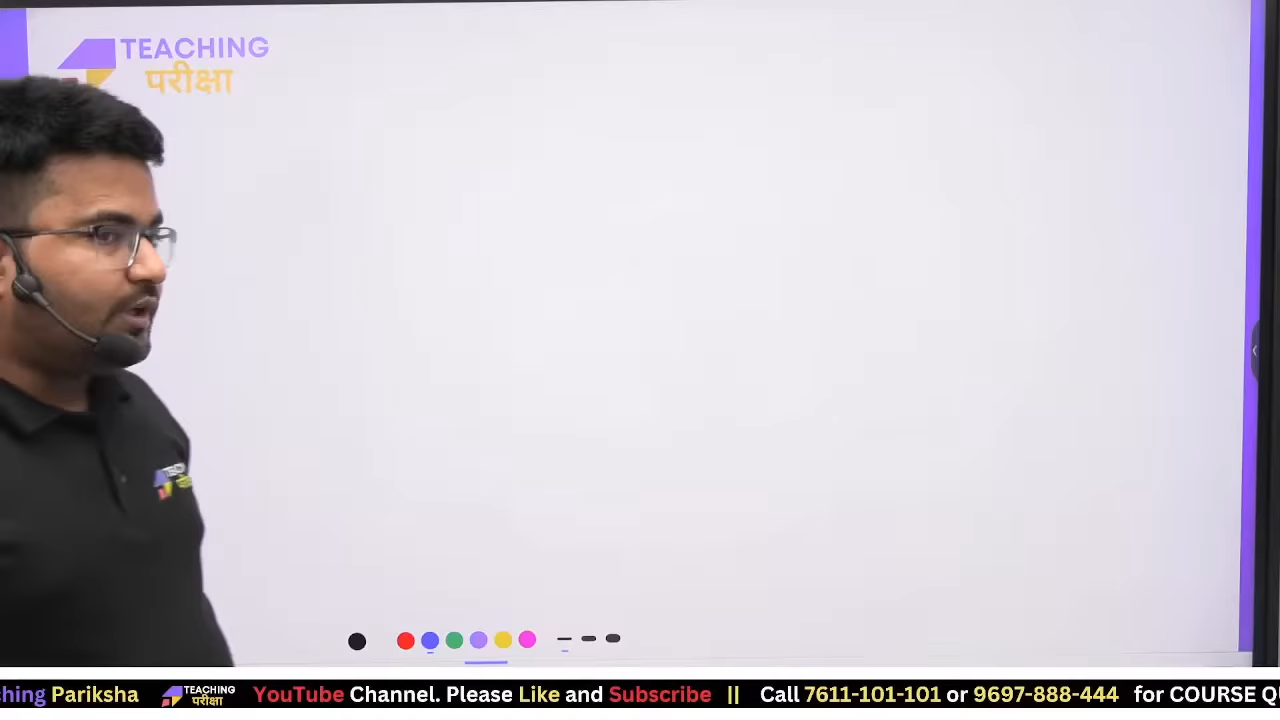 TEACHING
परीक्षा
ching Pariksha TEACHING परीक्षा YouTube Channel. Please Like and Subscribe || Call 7611-101-101 or 9697-888-444 for COURSE QU